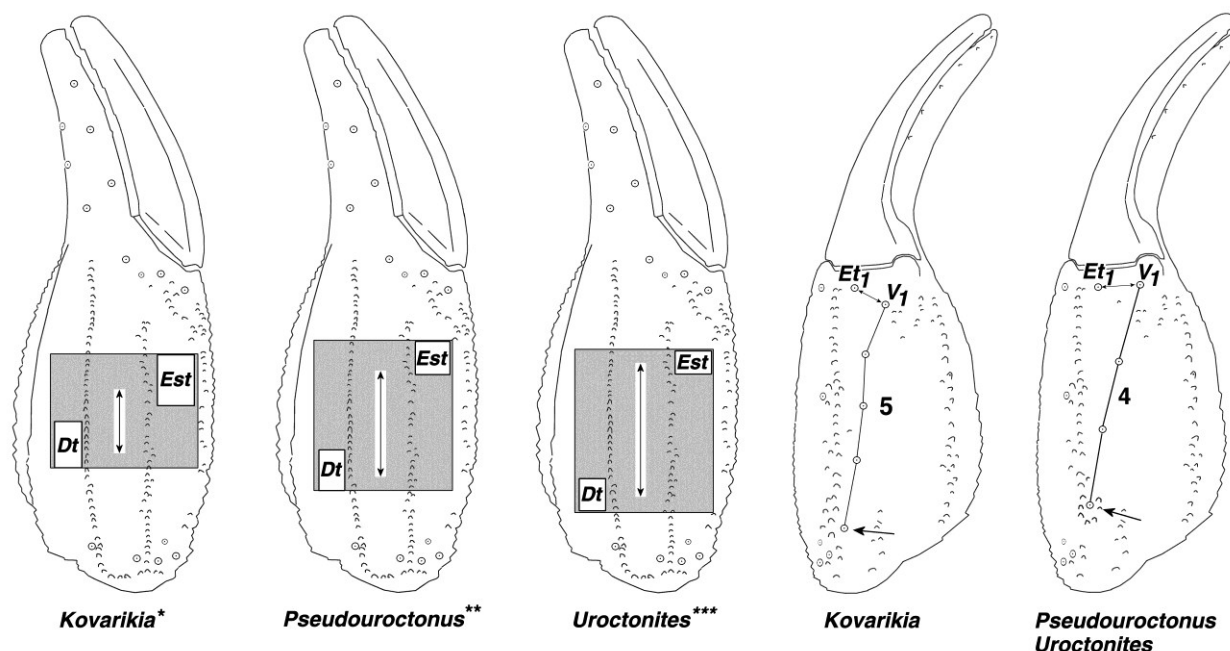 Est
Dt
Est
Dt
Est
Dt
Et1
V1
5
Et1
V1
4
Kovarikia*
Pseudouroctonus**
Uroctonites***
Kovarikia
Pseudouroctonus
Uroctonites